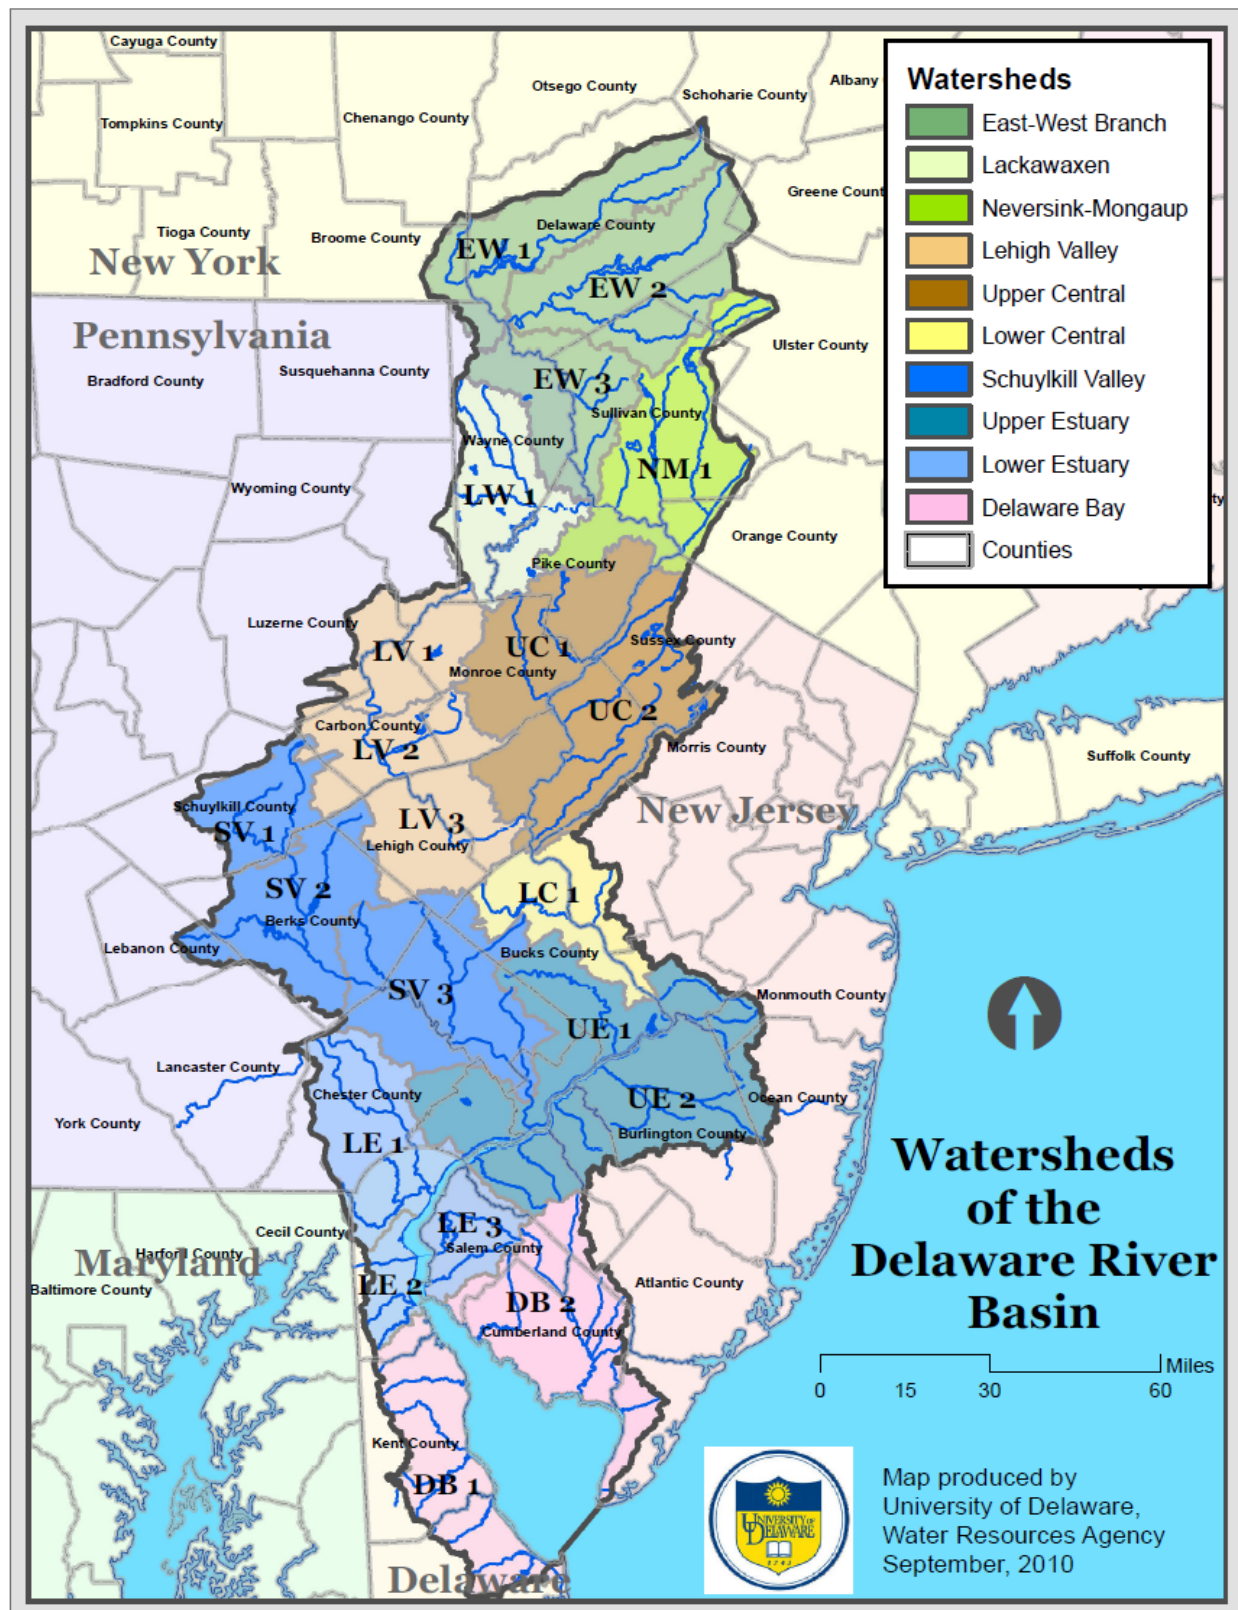 Cayuga County
Otsego County
Schoharie County
Albany
Tompkins County
Chenango County
Greene Count
Tioga County
Broome County
Delaware County
New York
EW 1
EW 2
Pennsylvania
Ulster County
Bradford County
Susquehanna County
EW 3
Sullivan County
Wayne County
NM 1
Wyoming County
LW 1
ty
Orange County
Pike County
Luzerne County
LV 1
UC 1
Sussex County
Monroe County
UC 2
Carbon County
LV 2
Morris County
Suffolk County
Schuylkill County
New Jersey
SV 1
LV 3
Lehigh County
SV 2
LC 1
Berks County
Lebanon County
Bucks County
SV 3
Monmouth County
UE 1
Lancaster County
Chester County
UE 2
Ocean County
York County
Burlington County
LE 1
Cecil County
LE 3
Salem County
Harford County
Maryland
Baltimore County
LE 2
Atlantic County
DB 2
Cumberland County
Kent County
DB 1
Delaware
Watersheds
East-West Branch
Lackawaxen
Neversink-Mongaup
Lehigh Valley
Upper Central
Lower Central
Schuylkill Valley
Upper Estuary
Lower Estuary
Delaware Bay
Counties
Watersheds
of the
Delaware River
Basin
Miles
0 15 30 60
UNIVERSITY OF
DELAWARE
1743
Map produced by
University of Delaware,
Water Resources Agency
September, 2010